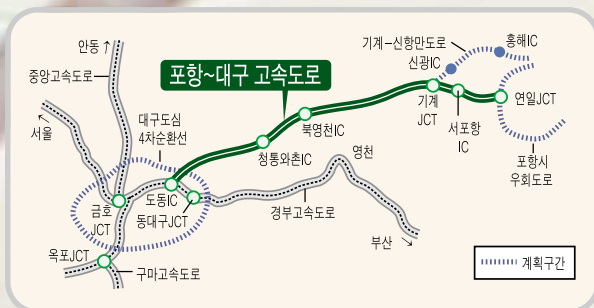 안동↑
중앙고속도로
↖
서울
대구도심
4차순환선
포항~대구 고속도로
기계-신항만도로
신광IC
홍해IC
기계
JCT
서포항
IC
연일JCT
포항시
우회도로
북영천IC
청통와촌IC
영천
도동IC
동대구JCT
금호
JCT
경부고속도로
부산 ↘
옥포JCT
구마고속도로
계획구간